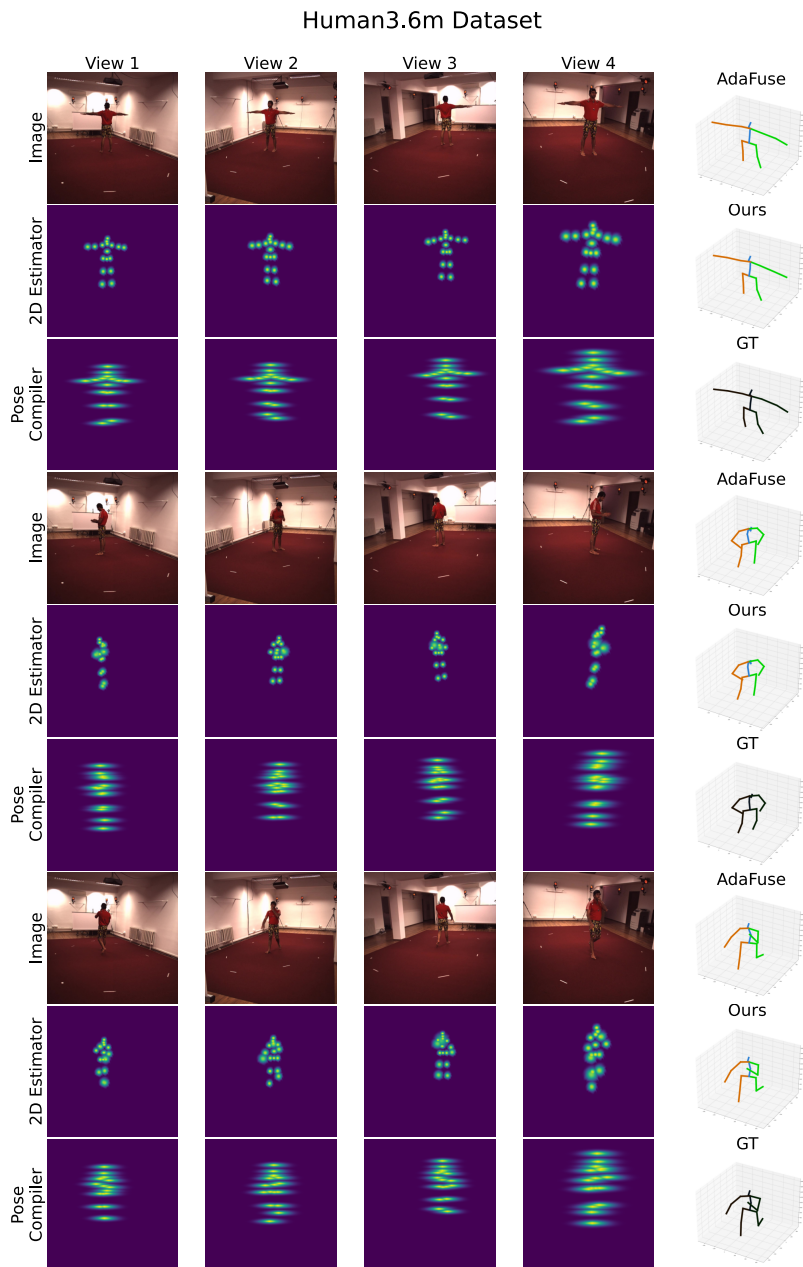 Human3.6m Dataset
View 1 View 2 View 3 View 4
AdaFuse
Image
Ours
2D Estimator
GT
Pose
Compiler
AdaFuse
Image
Ours
2D Estimator
GT
Pose
Compiler
AdaFuse
Image
Ours
2D Estimator
GT
Pose
Compiler